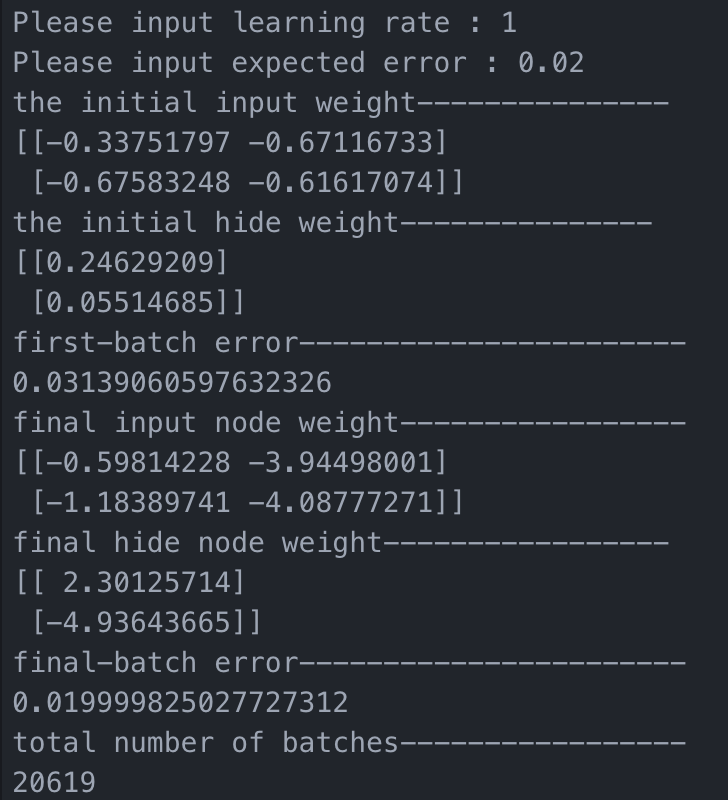 Please input learning rate : 1
Please input expected error : 0.02
the initial input weight---------------
[[-0.33751797 -0.67116733]
 [-0.67583248 -0.61617074]]
the initial hide weight---------------
[[0.24629209]
 [0.05514685]]
first-batch error-----------------------
0.03139060597632326
final input node weight-----------------
[[-0.59814228 -3.94498001]
 [-1.18389741 -4.08777271]]
final hide node weight-----------------
[[ 2.30125714]
 [-4.93643665]]
final-batch error-----------------------
0.019999825027727312
total number of batches-----------------
20619